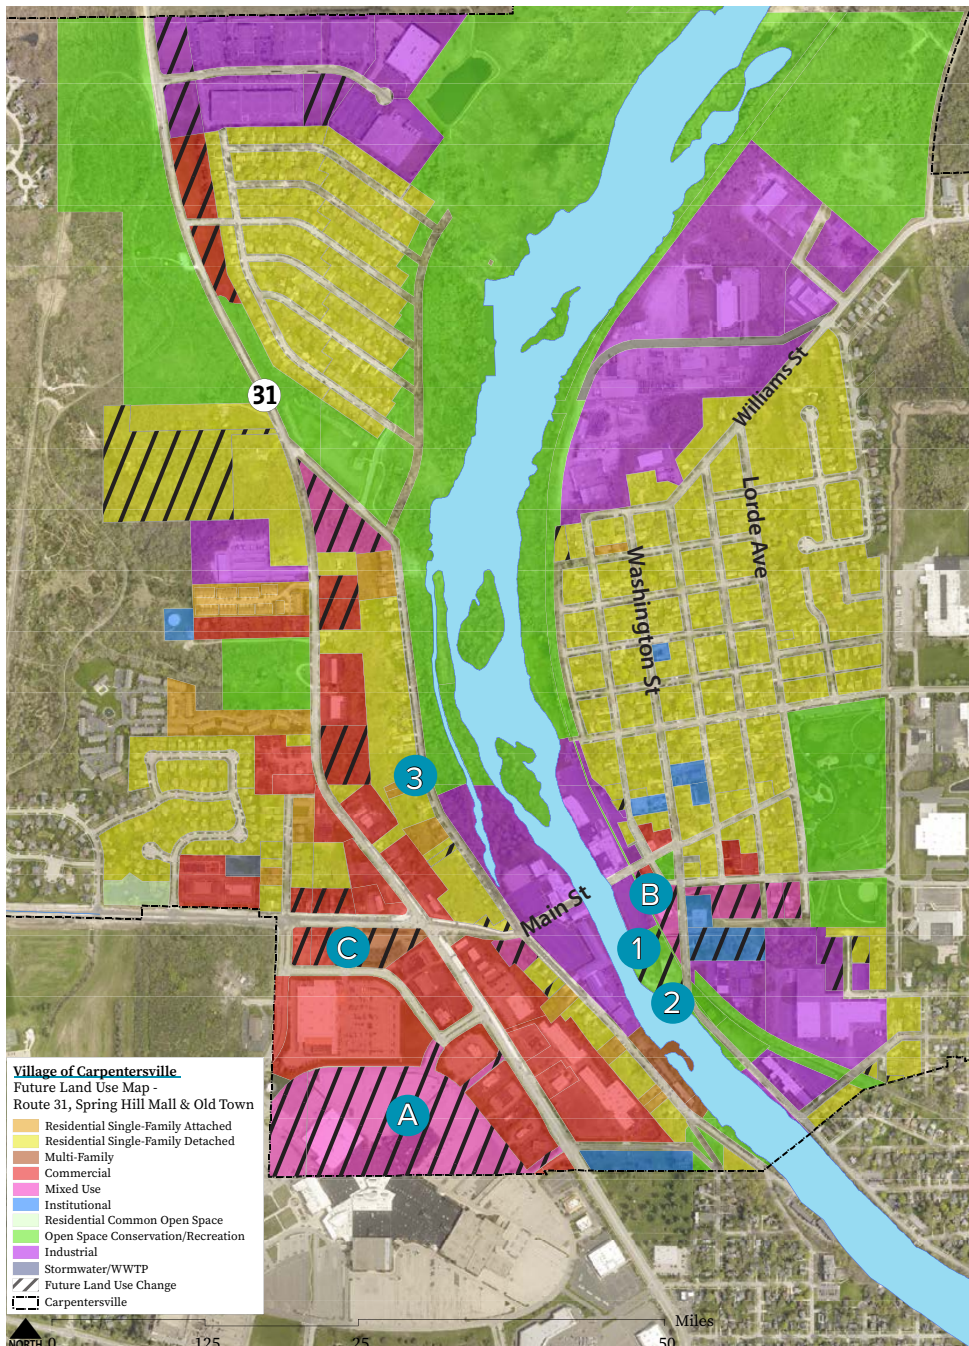 31
Williams St
Lorde Ave
Washington St
3
Main St
B
1
C
2
A
Village of Carpentersville
Future Land Use Map -
Route 31, Spring Hill Mall & Old Town
Residential Single-Family Attached
Residential Single-Family Detached
Multi-Family
Commercial
Mixed Use
Institutional
Residential Common Open Space
Open Space Conservation/Recreation
Industrial
Stormwater/WWTP
Future Land Use Change
Carpentersville
Miles
NORTH
0
125
25
50